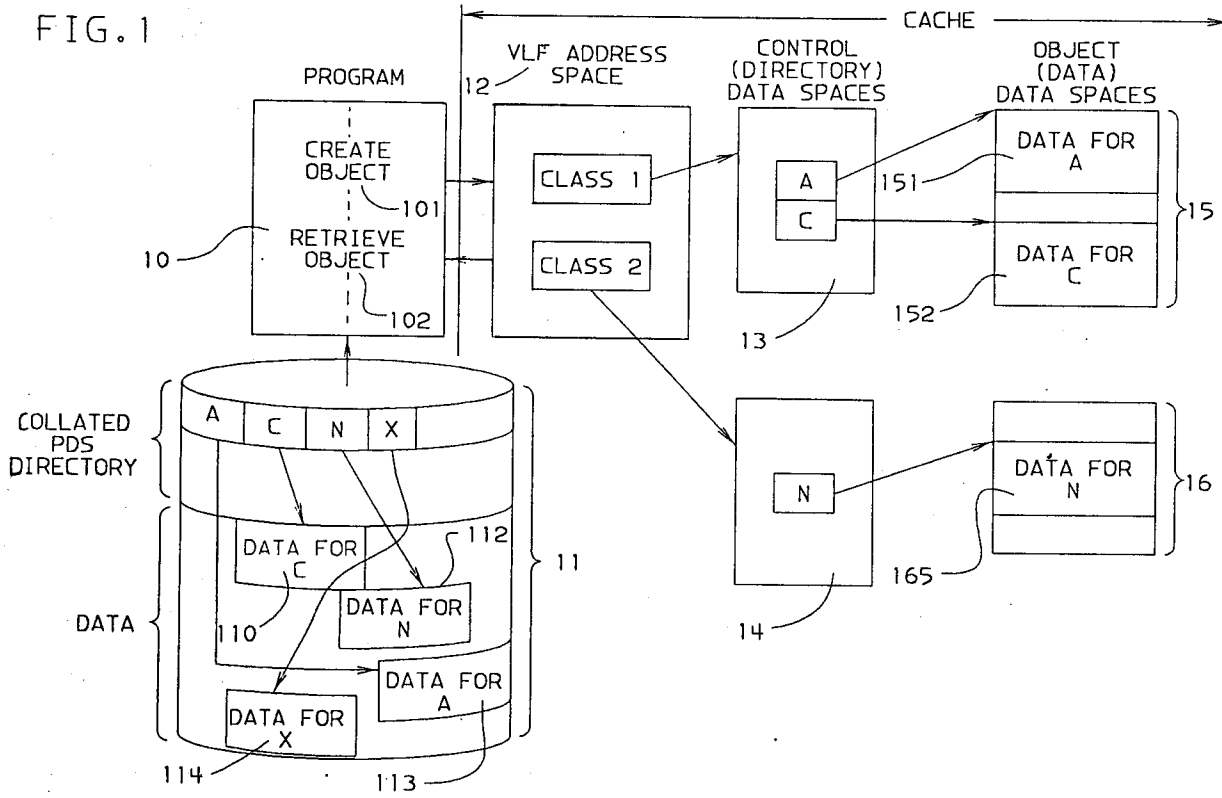 FIG.1
CACHE
PROGRAM
12
VLF ADDRESS
SPACE
CONTROL
(DIRECTORY)
DATA SPACES
OBJECT
(DATA)
DATA SPACES
CREATE
OBJECT
101
RETRIEVE
OBJECT
102
10
CLASS 1
CLASS 2
A
C
13
DATA FOR
A
151
DATA FOR
C
152
15
COLLATED
PDS
DIRECTORY
A
C
N
X
DATA
DATA FOR
C
110
112
DATA FOR
N
DATA FOR
A
113
DATA FOR
X
114
11
N
14
DATA FOR
N
165
16